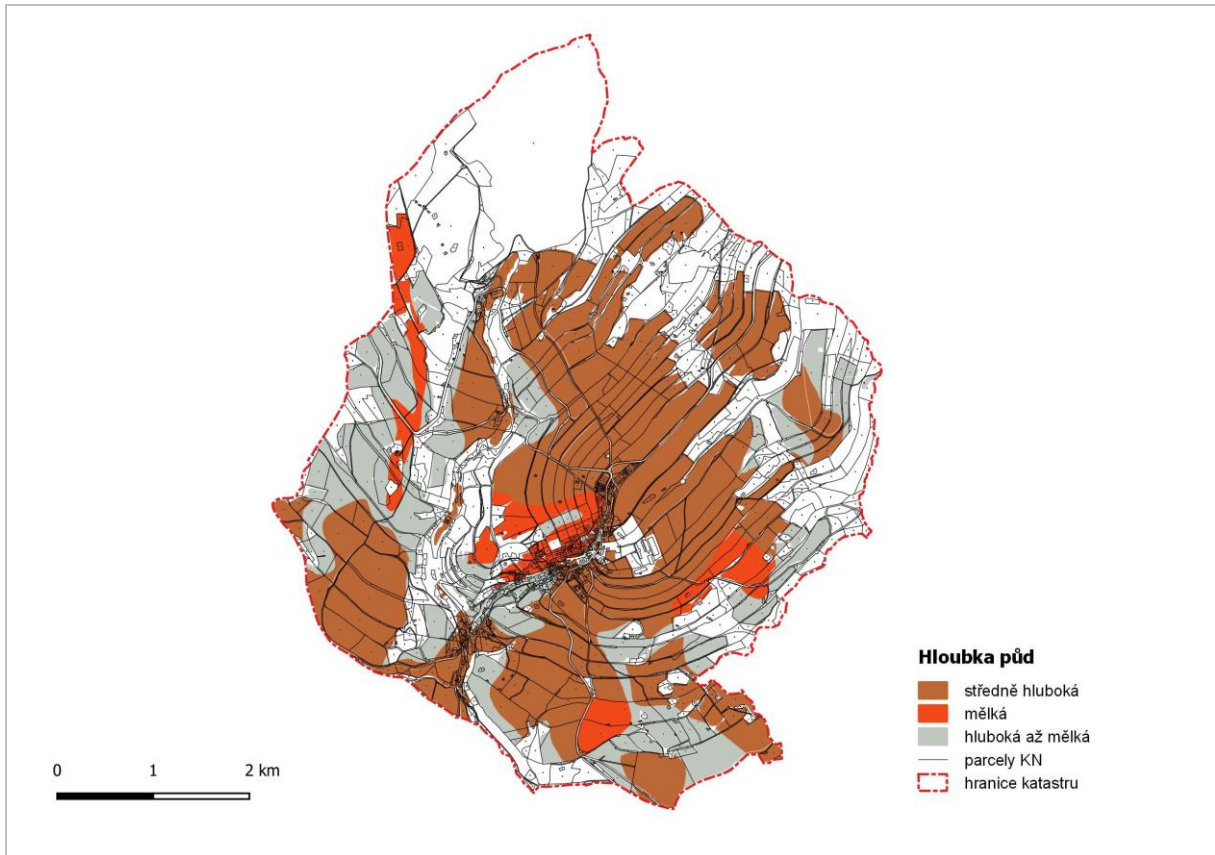 Hloubka půd
středně hluboká
mělká
hluboká až mělká
parcely KN
hranice katastru
0 1 2 km